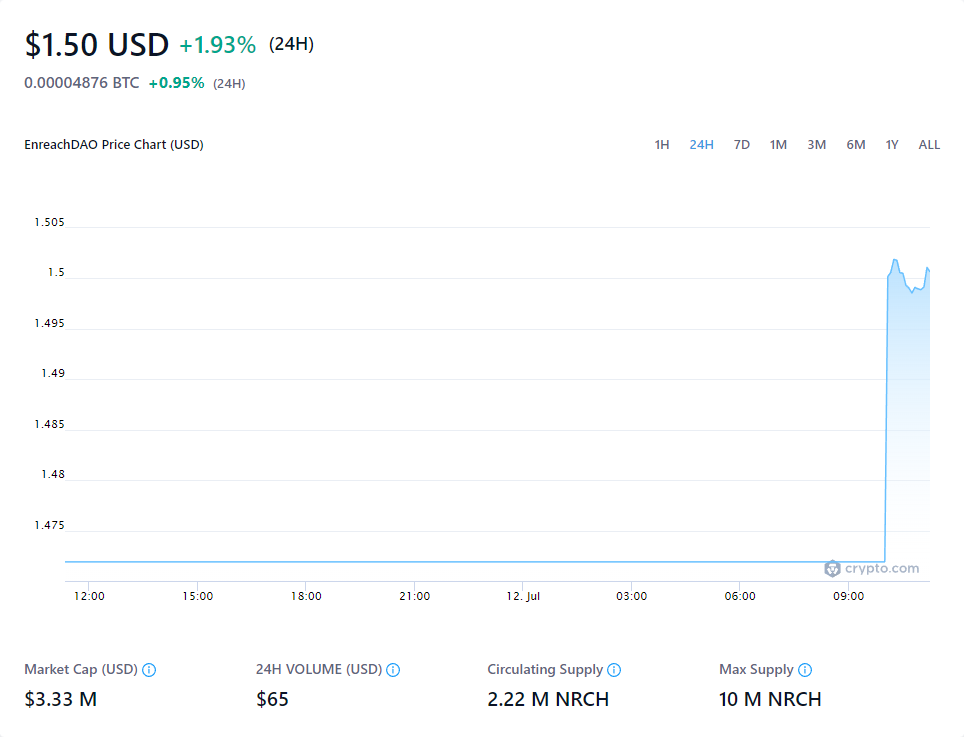 $1.50 USD +1.93% (24H)
0.00004876 BTC +0.95% (24H)
EnreachDAO Price Chart (USD) 1H 24H 7D 1M 3M 6M 1Y ALL
1.505
1.5
1.495
1.49
1.485
1.48
1.475
crypto.com
12:00 15:00 18:00 21:00 12. Jul 03:00 06:00 09:00
Market Cap (USD) 24H VOLUME (USD) Circulating Supply Max Supply
$3.33 M $65 2.22 M NRCH 10 M NRCH